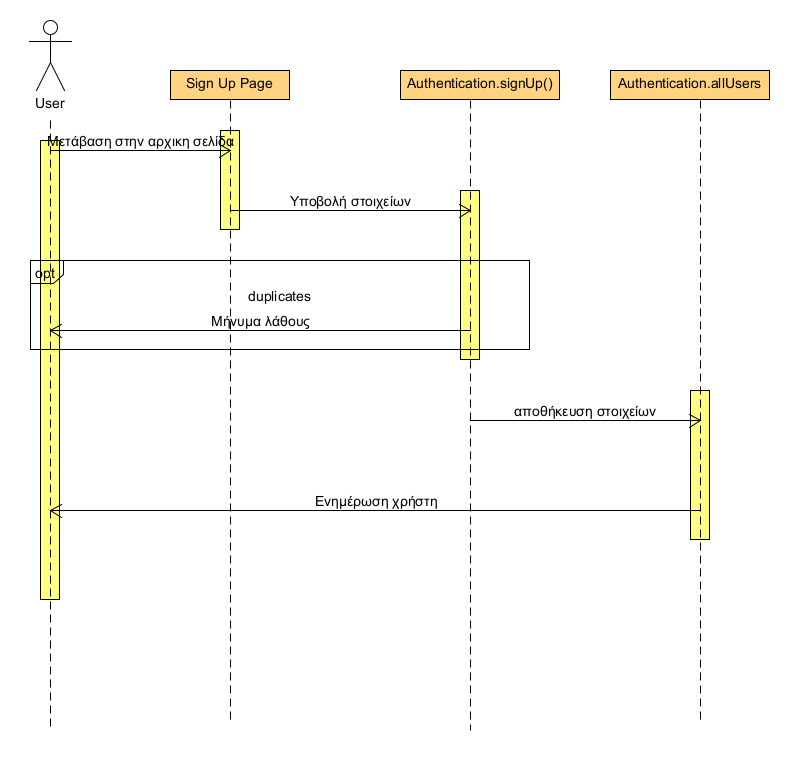 User
Sign Up Page
Authentication.signUp()
Authentication.allUsers
Μετάβαση στην αρχικη σελίδα
Υποβολή στοιχείων
opt
duplicates
Μήνυμα λάθους
αποθήκευση στοιχείων
Ενημέρωση χρήστη